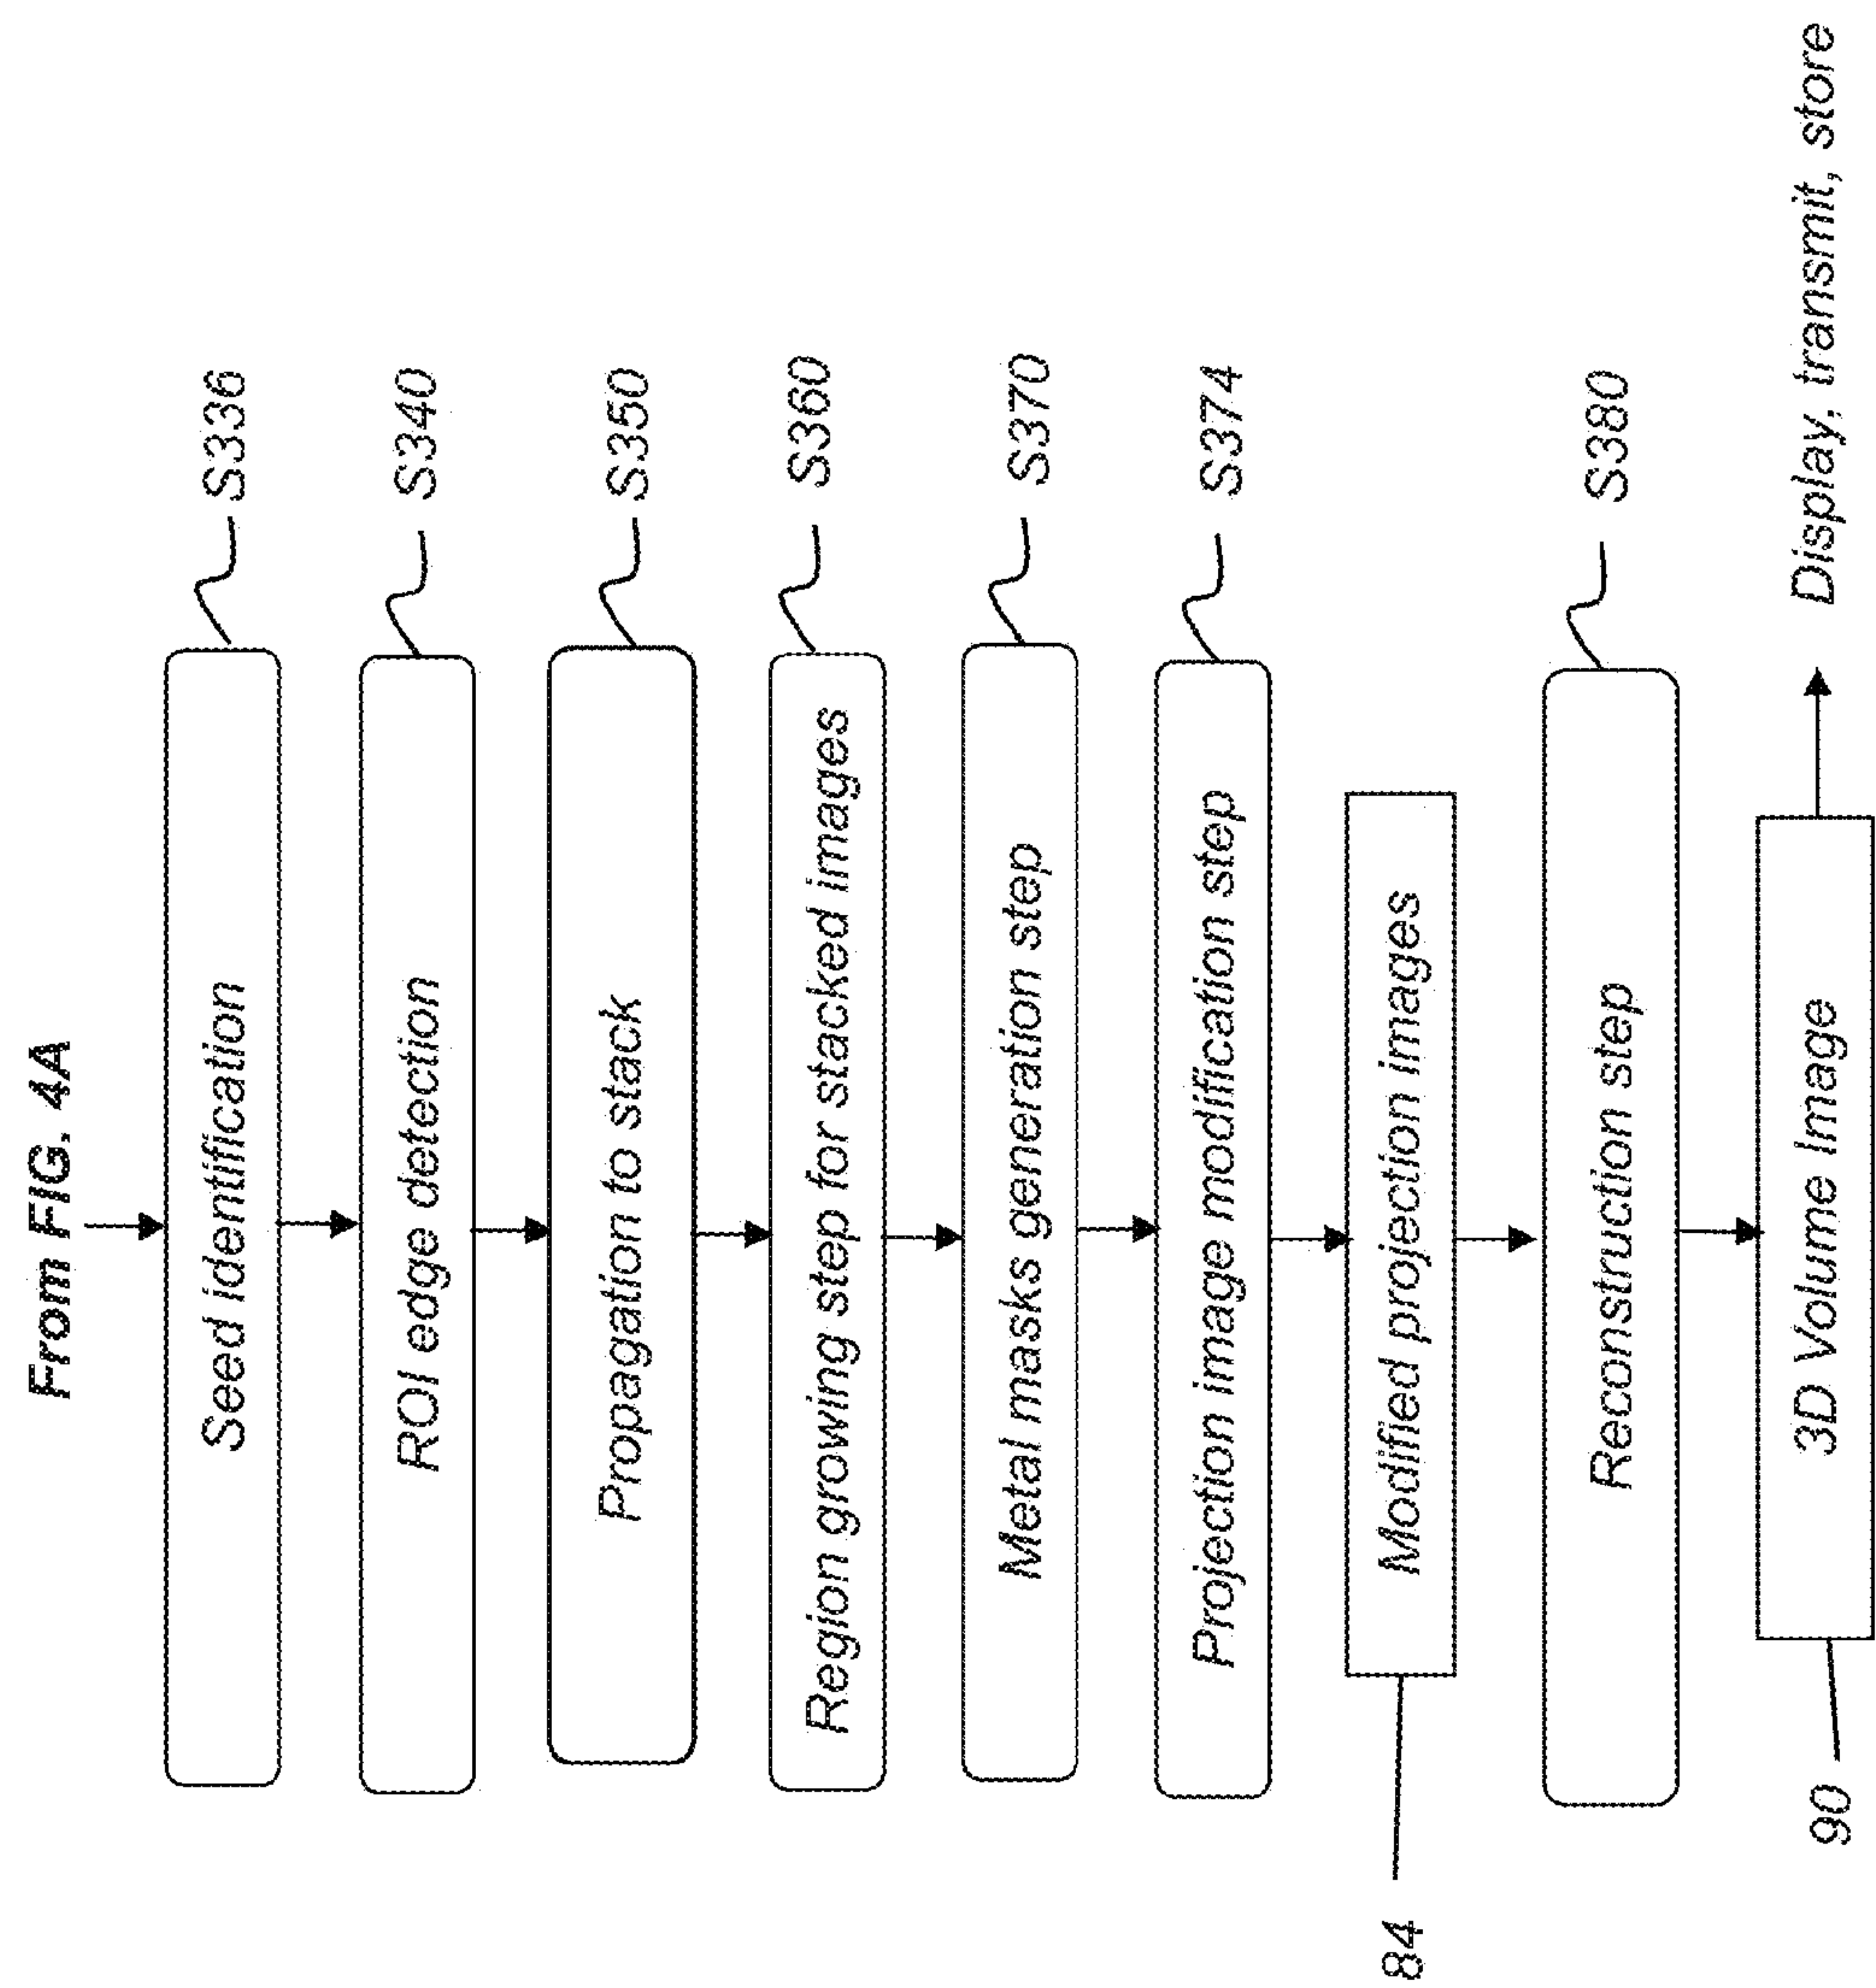 From FIG. 4A
Seed identification
S336
ROI edge detection
S340
Propagation to stack
S350
Region growing step for stacked images
S360
Metal masks generation step
S370
Projection image modification step
S374
Modified projection images
84
Reconstruction step
S380
3D Volume Image
90
Display, transmit, store